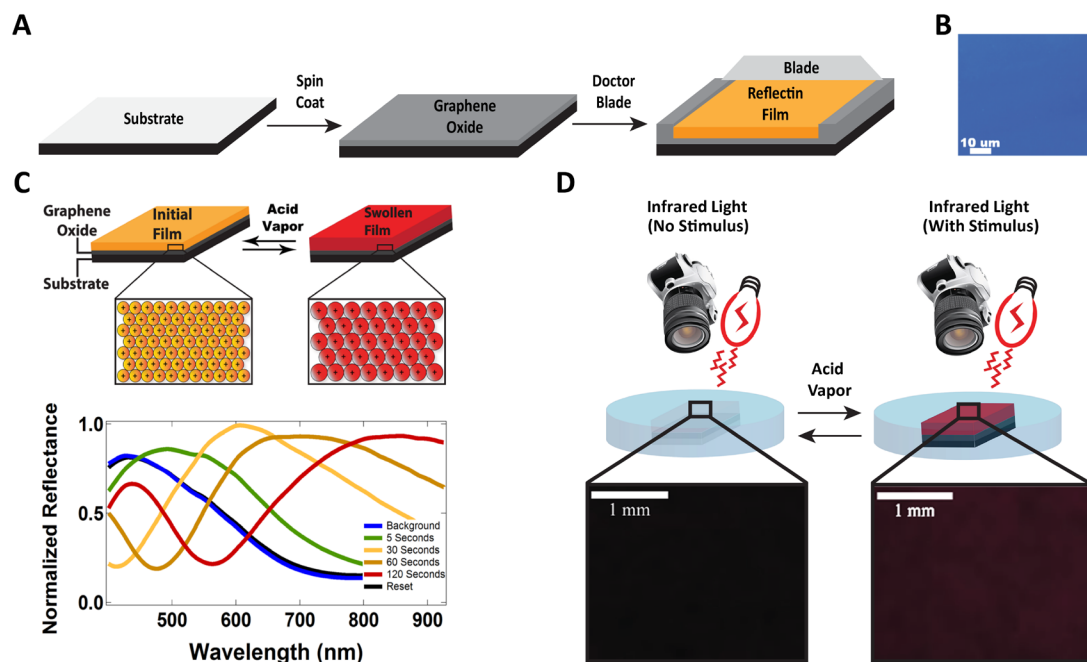 A
Substrate
Spin
Coat
Graphene
Oxide
Doctor
Blade
Blade
Reflectin
Film
B
10 um
C
Graphene
Oxide
Substrate
Initial
Film
Acid
Vapor
Swollen
Film
Normalized Reflectance
1.0
0.5
0.0
500
600
700
800
900
Wavelength (nm)
Background
5 Seconds
30 Seconds
60 Seconds
120 Seconds
Reset
D
Infrared Light
(No Stimulus)
Infrared Light
(With Stimulus)
Acid
Vapor
1 mm
1 mm